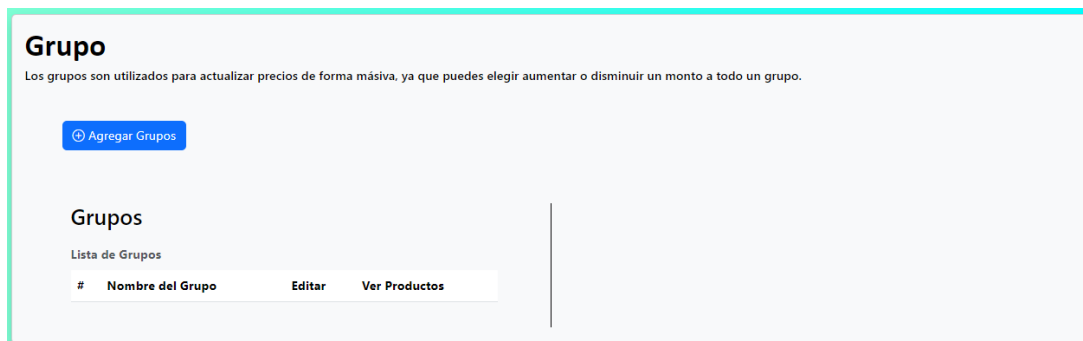 Grupo
Los grupos son utilizados para actualizar precios de forma másiva, ya que puedes elegir aumentar o disminuir un monto a todo un grupo.
Agregar Grupos
Grupos
Lista de Grupos
# Nombre del Grupo Editar Ver Productos